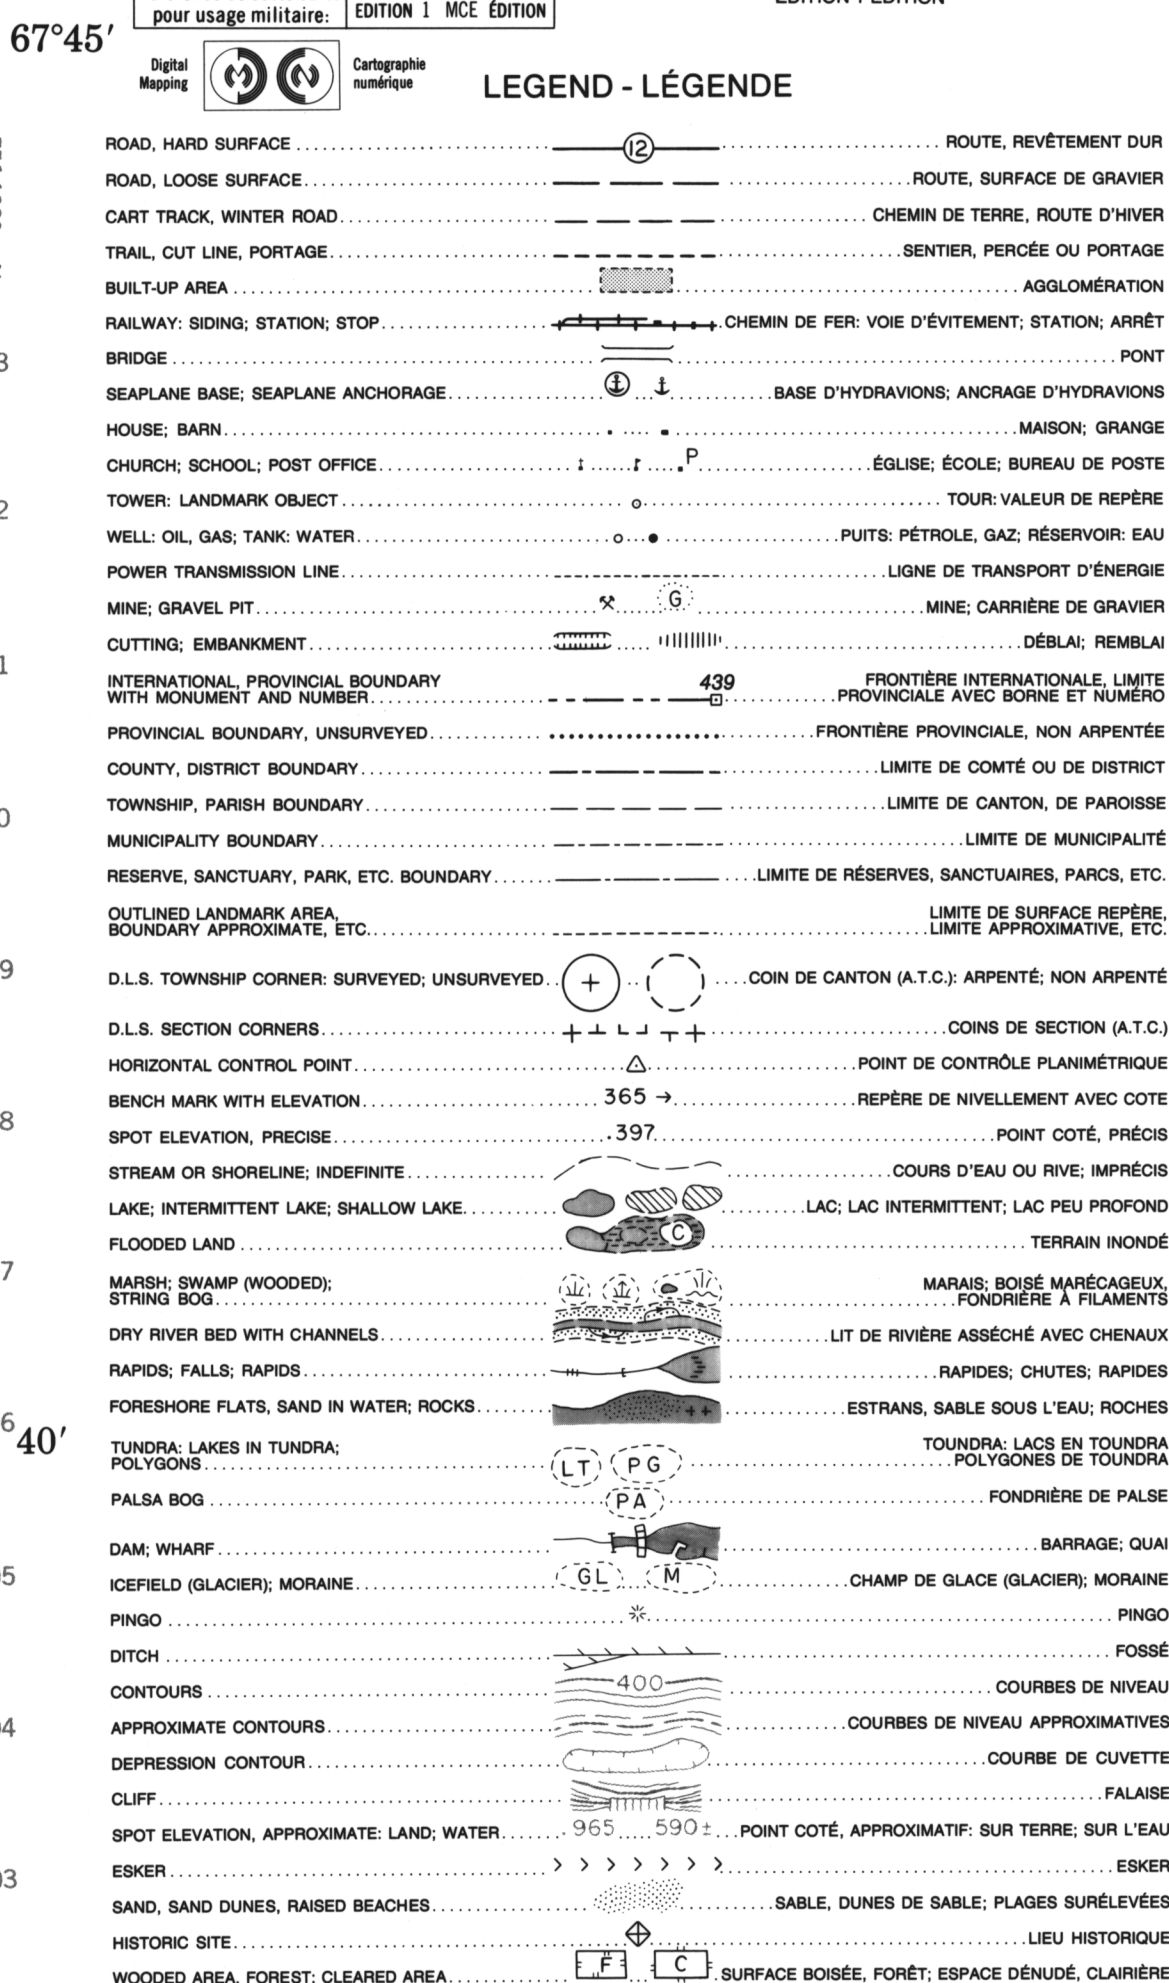 pour usage militaire: EDITION 1 MCE ÉDITION
67°45′
Digital Mapping
Cartographie numérique
LEGEND - LÉGENDE
ROAD, HARD SURFACE 12 ROUTE, REVÊTEMENT DUR
ROAD, LOOSE SURFACE ROUTE, SURFACE DE GRAVIER
CART TRACK, WINTER ROAD CHEMIN DE TERRE, ROUTE D'HIVER
TRAIL, CUT LINE, PORTAGE SENTIER, PERCÉE OU PORTAGE
BUILT-UP AREA AGGLOMÉRATION
RAILWAY: SIDING; STATION; STOP CHEMIN DE FER: VOIE D'ÉVITEMENT; STATION; ARRÊT
BRIDGE PONT
SEAPLANE BASE; SEAPLANE ANCHORAGE BASE D'HYDRAVIONS; ANCRAGE D'HYDRAVIONS
HOUSE; BARN MAISON; GRANGE
CHURCH; SCHOOL; POST OFFICE P ÉGLISE; ÉCOLE; BUREAU DE POSTE
TOWER: LANDMARK OBJECT TOUR: VALEUR DE REPÈRE
WELL: OIL, GAS; TANK: WATER PUITS: PÉTROLE, GAZ; RÉSERVOIR: EAU
POWER TRANSMISSION LINE LIGNE DE TRANSPORT D'ÉNERGIE
MINE; GRAVEL PIT G MINE; CARRIÈRE DE GRAVIER
CUTTING; EMBANKMENT DÉBLAI; REMBLAI
INTERNATIONAL, PROVINCIAL BOUNDARY 439 FRONTIÈRE INTERNATIONALE, LIMITE
WITH MONUMENT AND NUMBER PROVINCIALE AVEC BORNE ET NUMÉRO
PROVINCIAL BOUNDARY, UNSURVEYED FRONTIÈRE PROVINCIALE, NON ARPENTÉE
COUNTY, DISTRICT BOUNDARY LIMITE DE COMTÉ OU DE DISTRICT
TOWNSHIP, PARISH BOUNDARY LIMITE DE CANTON, DE PAROISSE
MUNICIPALITY BOUNDARY LIMITE DE MUNICIPALITÉ
RESERVE, SANCTUARY, PARK, ETC. BOUNDARY LIMITE DE RÉSERVES, SANCTUAIRES, PARCS, ETC.
OUTLINED LANDMARK AREA, LIMITE DE SURFACE REPÈRE,
BOUNDARY APPROXIMATE, ETC. LIMITE APPROXIMATIVE, ETC.
D.L.S. TOWNSHIP CORNER: SURVEYED; UNSURVEYED COIN DE CANTON (A.T.C.): ARPENTÉ; NON ARPENTÉ
D.L.S. SECTION CORNERS COINS DE SECTION (A.T.C.)
HORIZONTAL CONTROL POINT POINT DE CONTRÔLE PLANIMÉTRIQUE
BENCH MARK WITH ELEVATION 365 → REPÈRE DE NIVELLEMENT AVEC COTE
SPOT ELEVATION, PRECISE .397 POINT COTÉ, PRÉCIS
STREAM OR SHORELINE; INDEFINITE COURS D'EAU OU RIVE; IMPRÉCIS
LAKE; INTERMITTENT LAKE; SHALLOW LAKE LAC; LAC INTERMITTENT; LAC PEU PROFOND
FLOODED LAND C TERRAIN INONDÉ
MARSH; SWAMP (WOODED); MARAIS; BOISÉ MARÉCAGEUX,
STRING BOG FONDRIÈRE À FILAMENTS
DRY RIVER BED WITH CHANNELS LIT DE RIVIÈRE ASSÉCHÉ AVEC CHENAUX
RAPIDS; FALLS; RAPIDS RAPIDES; CHUTES; RAPIDES
FORESHORE FLATS, SAND IN WATER; ROCKS ESTRANS, SABLE SOUS L'EAU; ROCHES
40′
TUNDRA: LAKES IN TUNDRA; TOUNDRA: LACS EN TOUNDRA
POLYGONS LT PG POLYGONES DE TOUNDRA
PALSA BOG PA FONDRIÈRE DE PALSE
DAM; WHARF BARRAGE; QUAI
ICEFIELD (GLACIER); MORAINE GL M CHAMP DE GLACE (GLACIER); MORAINE
PINGO PINGO
DITCH FOSSÉ
CONTOURS 400 COURBES DE NIVEAU
APPROXIMATE CONTOURS COURBES DE NIVEAU APPROXIMATIVES
DEPRESSION CONTOUR COURBE DE CUVETTE
CLIFF FALAISE
SPOT ELEVATION, APPROXIMATE: LAND; WATER .965 590± POINT COTÉ, APPROXIMATIF: SUR TERRE; SUR L'EAU
ESKER ESKER
SAND, SAND DUNES, RAISED BEACHES SABLE, DUNES DE SABLE; PLAGES SURÉLEVÉES
HISTORIC SITE LIEU HISTORIQUE
WOODED AREA, FOREST; CLEARED AREA F C SURFACE BOISÉE, FORÊT; ESPACE DÉNUDÉ, CLAIRIÈRE